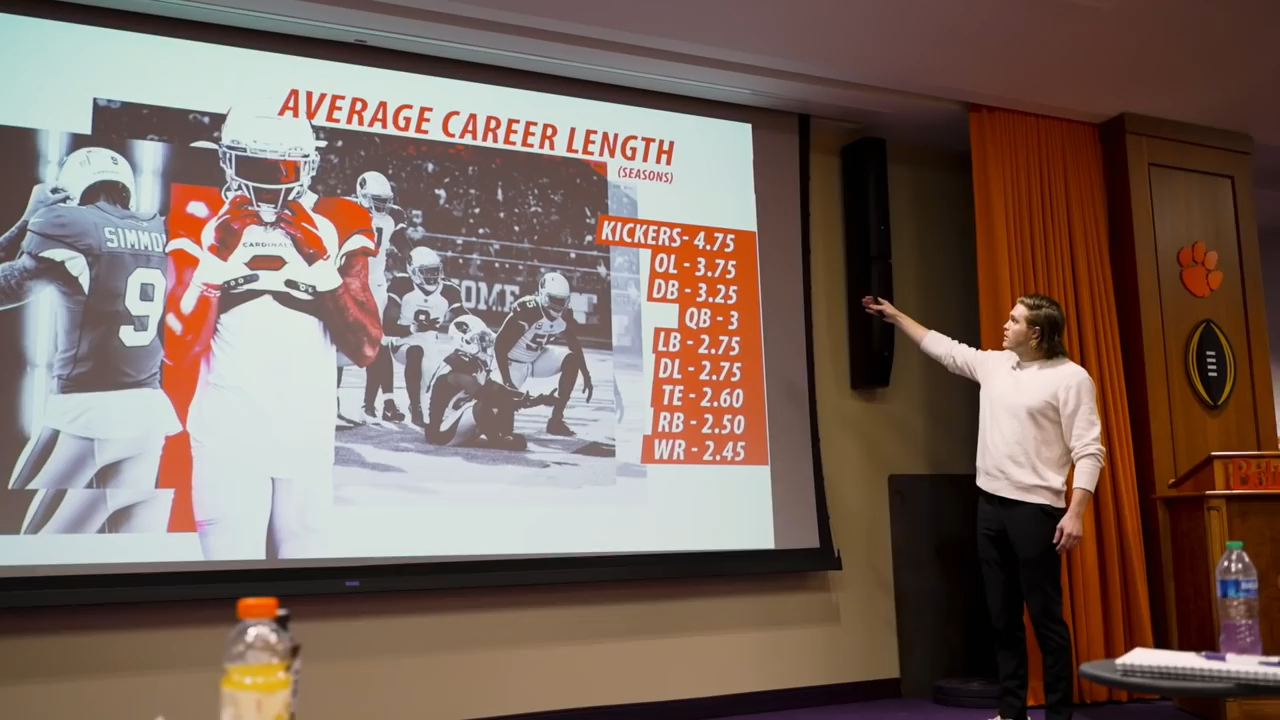 AVERAGE CAREER LENGTH
(SEASONS)
KICKERS- 4.75
OL - 3.75
DB - 3.25
QB - 3
LB - 2.75
DL - 2.75
TE - 2.60
RB - 2.50
WR - 2.45
9
SIMMO
9
CARDINALS